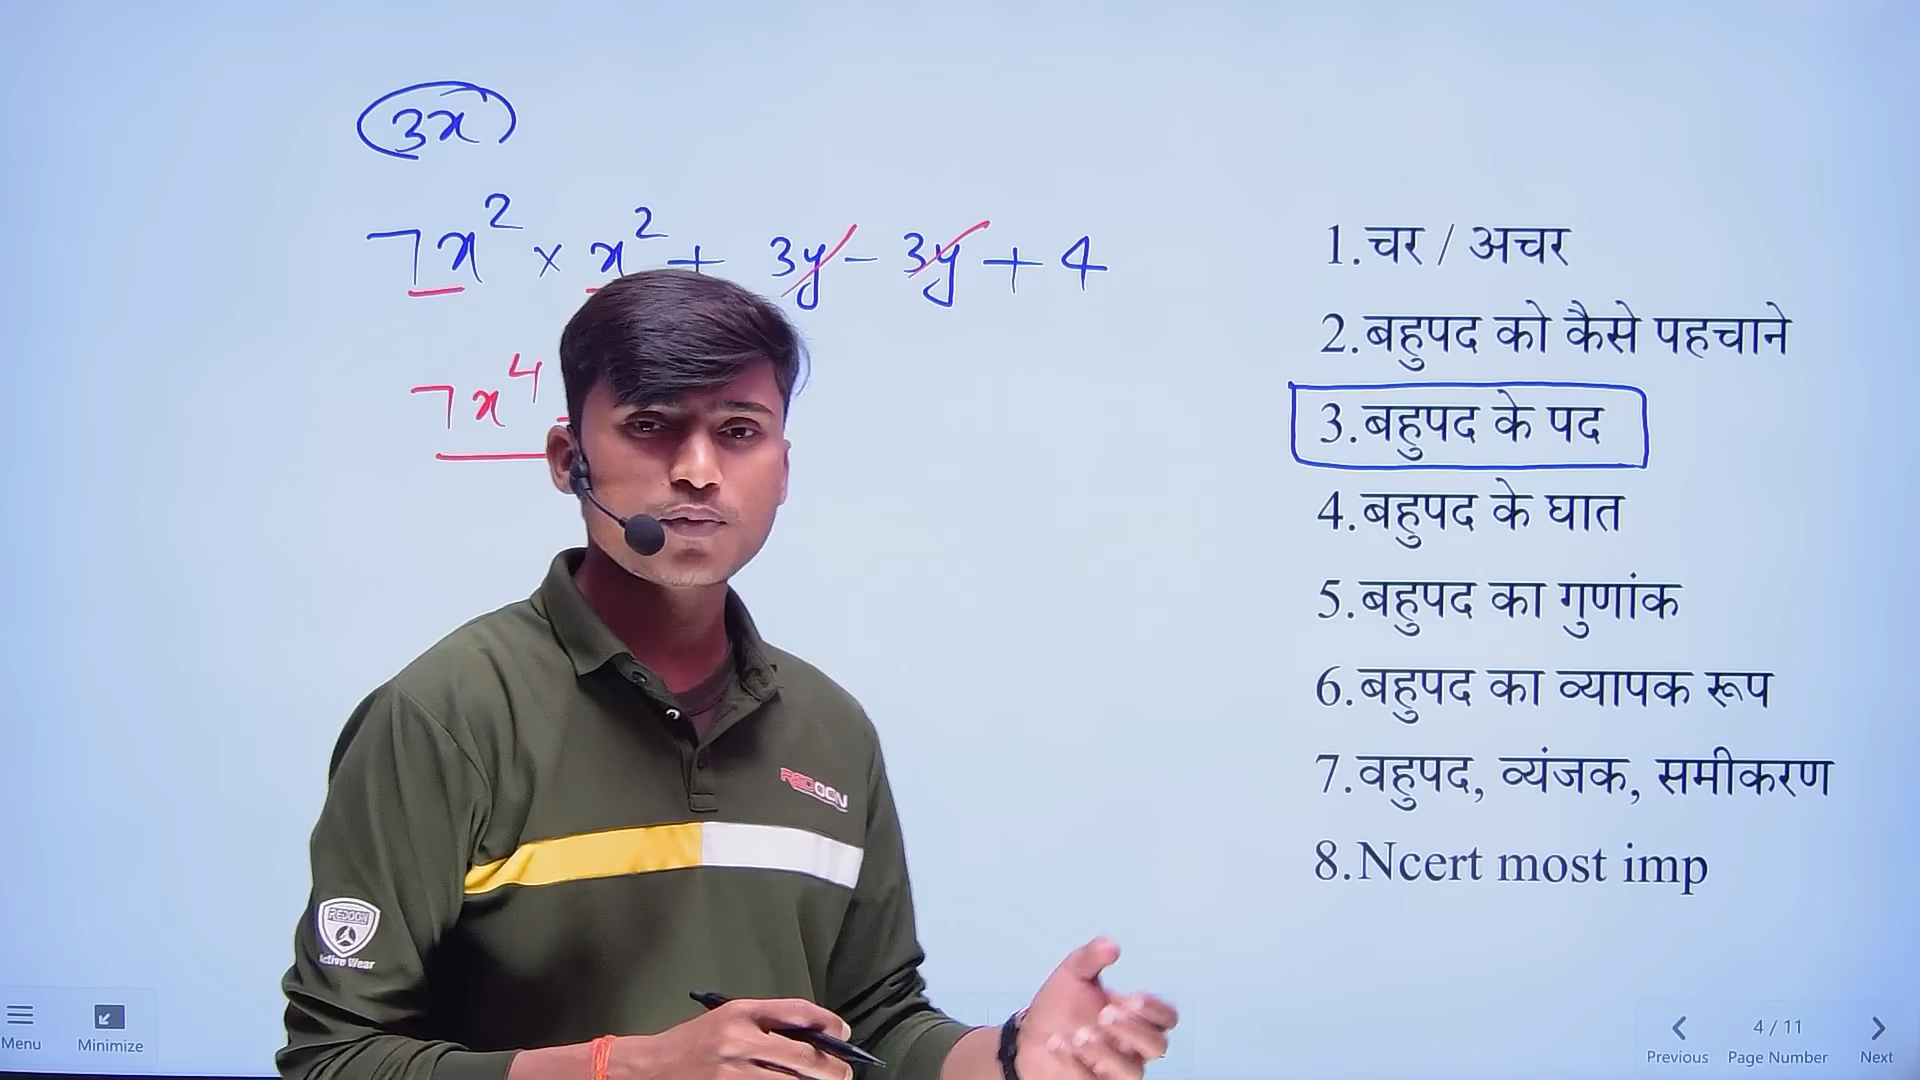 3x
7x² × x² + 3y - 3y + 4
7x⁴
1. चर / अचर
2. बहुपद को कैसे पहचाने
3. बहुपद के पद
4. बहुपद के घात
5. बहुपद का गुणांक
6. बहुपद का व्यापक रूप
7. वहुपद, व्यंजक, समीकरण
8. Ncert most imp
REDOON
REDOON
Active Wear
Menu
Minimize
4 / 11
Previous
Page Number
Next